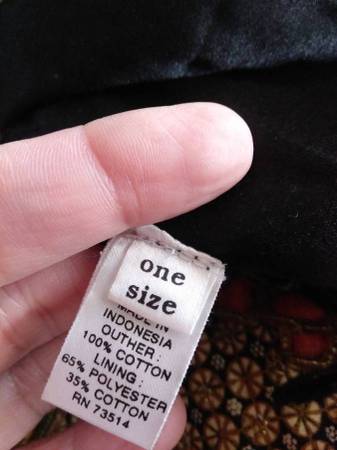 one
size
MADE IN
INDONESIA
OUTHER:
100% COTTON
LINING :
65% POLYESTER
35% COTTON
RN 73514